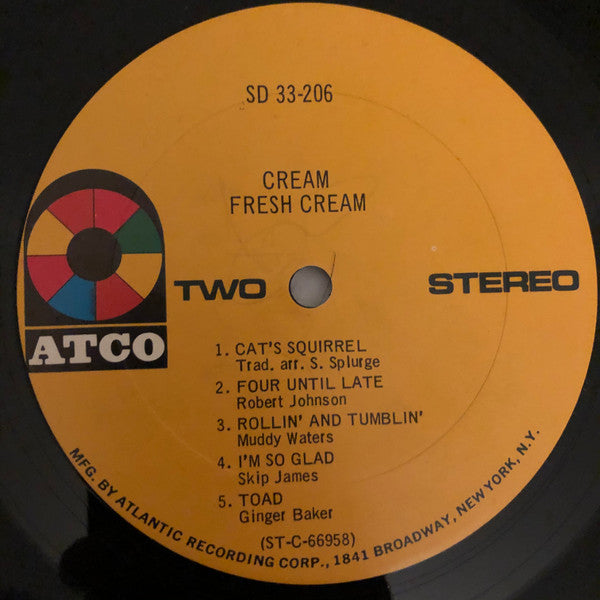 SD 33-206
CREAM
FRESH CREAM
ATCO
TWO
STEREO
1. CAT'S SQUIRREL
Trad. arr. S. Splurge
2. FOUR UNTIL LATE
Robert Johnson
3. ROLLIN' AND TUMBLIN'
Muddy Waters
4. I'M SO GLAD
Skip James
5. TOAD
Ginger Baker
(ST-C-66958)
MFG. BY ATLANTIC RECORDING CORP., 1841 BROADWAY, NEW YORK, N.Y.